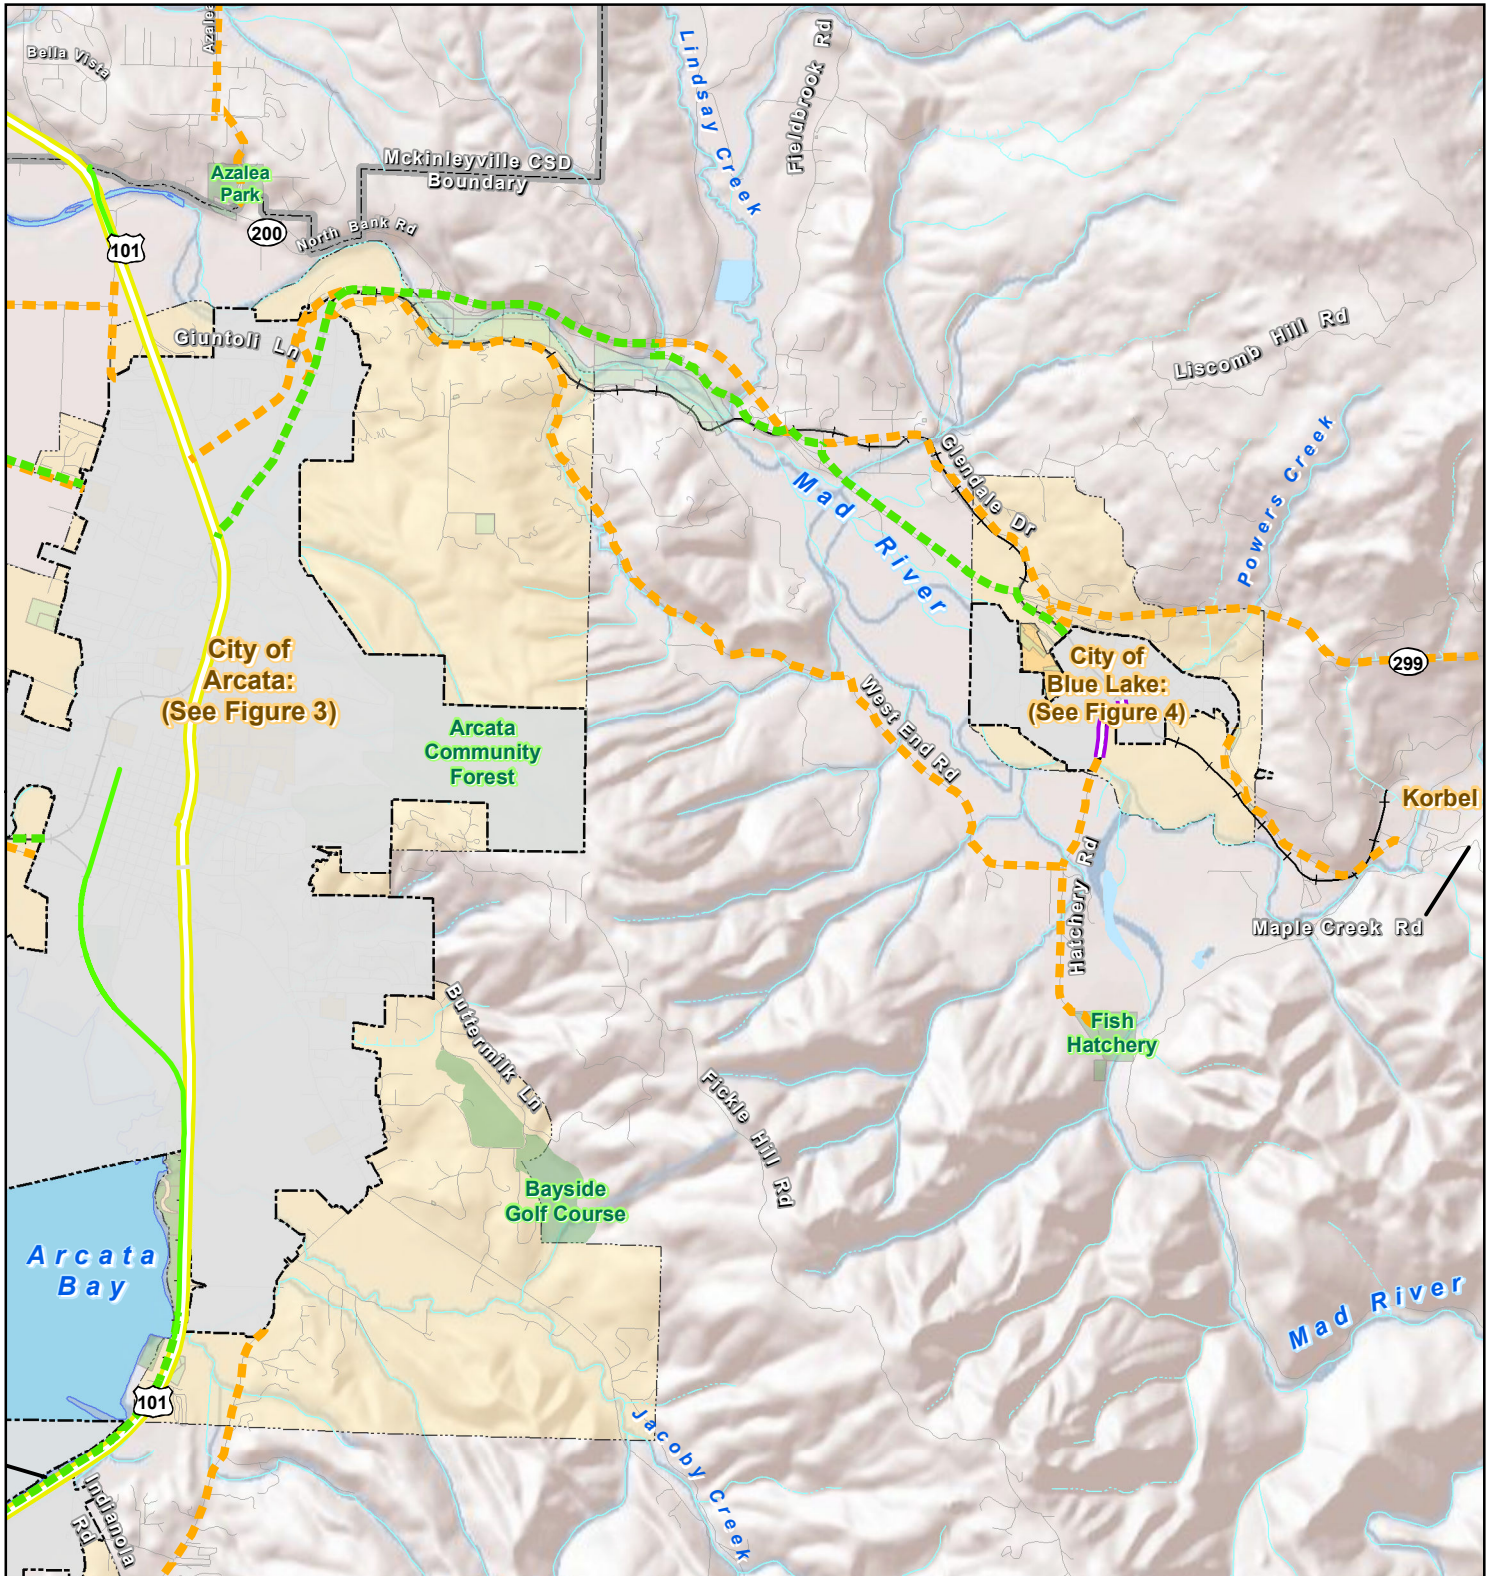 Azalea
Bella Vista
Lindsay Creek
Fieldbrook Rd
Mckinleyville CSD
Boundary
Azalea
Park
200
North Bank Rd
101
Giuntoli Ln
Liscomb Hill Rd
Powers Creek
Glendale Dr
Mad River
City of
Arcata:
(See Figure 3)
City of
Blue Lake:
(See Figure 4)
299
West End Rd
Arcata
Community
Forest
Korbel
Hatchery Rd
Maple Creek Rd
Buttermilk Ln
Fish
Hatchery
Fickle Hill Rd
Bayside
Golf Course
Arcata
Bay
Mad River
101
Jacoby Creek
Indianola
Rd